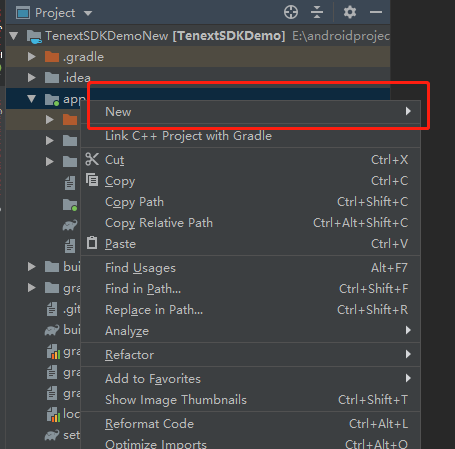 Project
TenextSDKDemoNew [TenextSDKDemo] E:\androidprojec
.gradle
.idea
app
New
Link C++ Project with Gradle
Cut Ctrl+X
Copy Ctrl+C
Copy Path Ctrl+Shift+C
Copy Relative Path Ctrl+Alt+Shift+C
Paste Ctrl+V
Find Usages Alt+F7
bui
Find in Path... Ctrl+Shift+F
gra
Replace in Path... Ctrl+Shift+R
.git
Analyze
bui
gra
Refactor
gra
Add to Favorites
gra
Show Image Thumbnails Ctrl+Shift+T
loc
Reformat Code Ctrl+Alt+L
set
Optimize Imports Ctrl+Alt+O